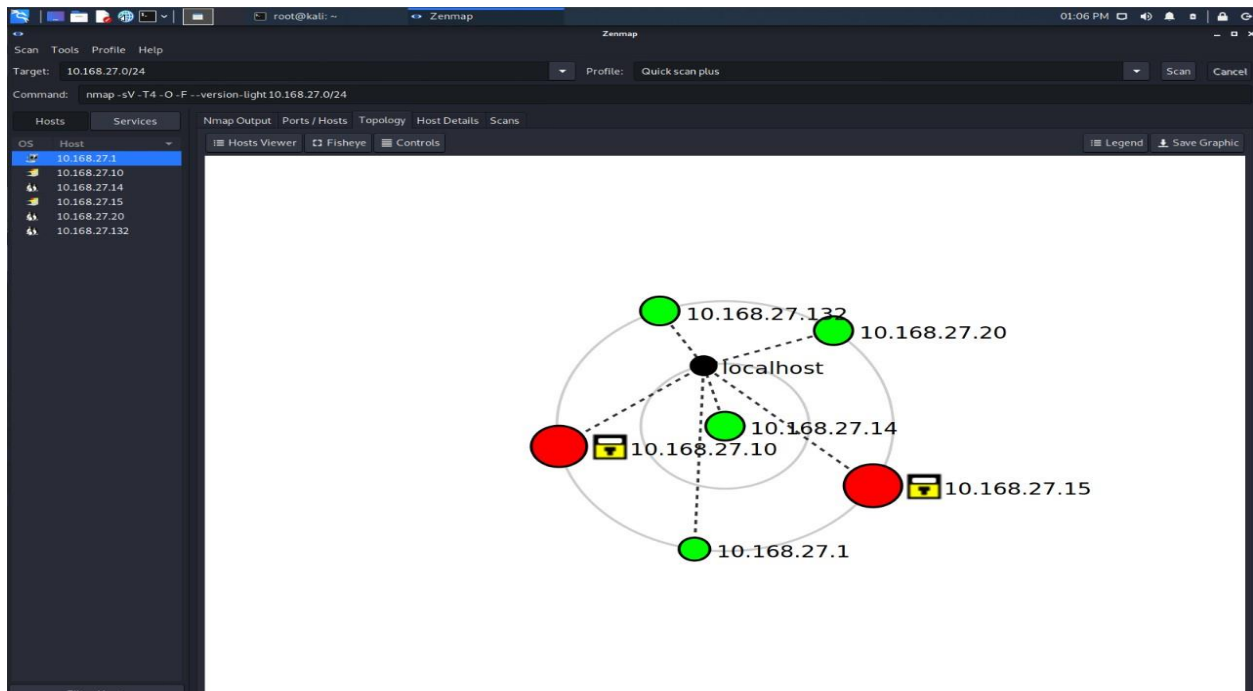 root@kali: ~ Zenmap 01:06 PM
Zenmap
Scan Tools Profile Help
Target: 10.168.27.0/24 Profile: Quick scan plus Scan Cancel
Command: nmap -sV -T4 -O -F --version-light 10.168.27.0/24
Hosts Services Nmap Output Ports / Hosts Topology Host Details Scans
OS Host Hosts Viewer Fisheye Controls Legend Save Graphic
10.168.27.1
10.168.27.10
10.168.27.14
10.168.27.15
10.168.27.20
10.168.27.132
10.168.27.132
10.168.27.20
localhost
10.168.27.14
10.168.27.10
10.168.27.15
10.168.27.1